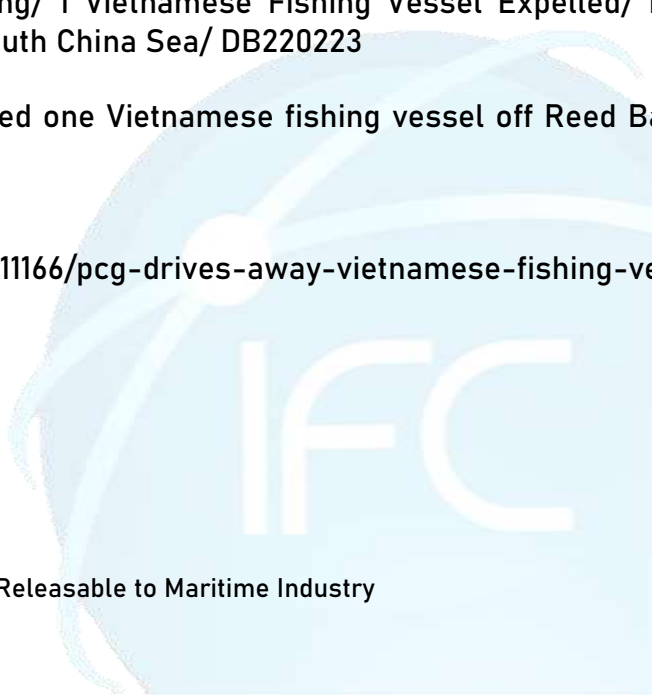 ng/ 1 Vietnamese Fishing Vessel Expelled/
uth China Sea/ DB220223
ed one Vietnamese fishing vessel off Reed Ba
11166/pcg-drives-away-vietnamese-fishing-ve
IFC
Releasable to Maritime Industry